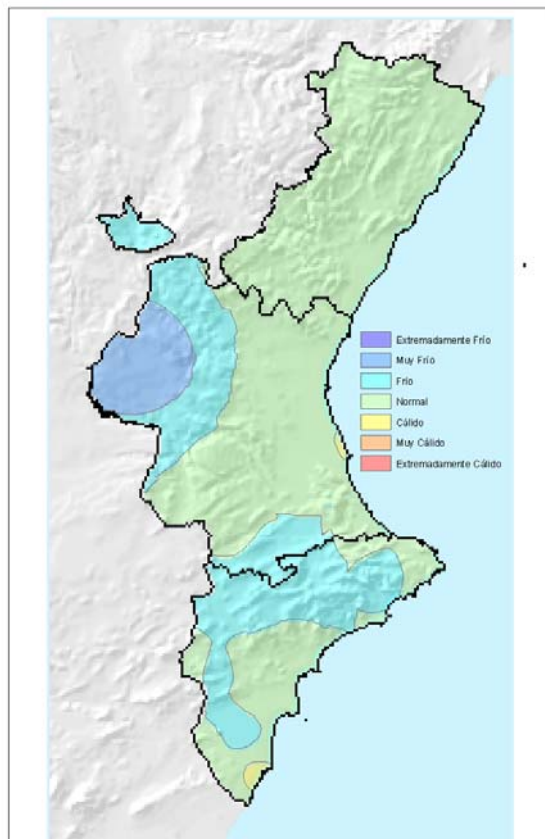 Extremadamente Frío
Muy Frío
Frío
Normal
Cálido
Muy Cálido
Extremadamente Cálido